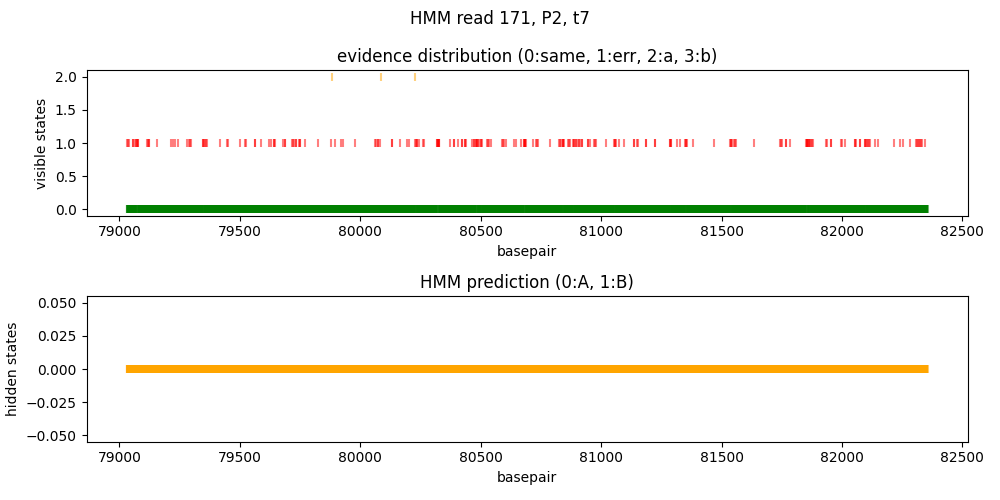 HMM read 171, P2, t7
evidence distribution (0:same, 1:err, 2:a, 3:b)
visible states
2.0
1.5
1.0
0.5
0.0
79000 79500 80000 80500 81000 81500 82000 82500
basepair
HMM prediction (0:A, 1:B)
hidden states
0.050
0.025
0.000
−0.025
−0.050
79000 79500 80000 80500 81000 81500 82000 82500
basepair